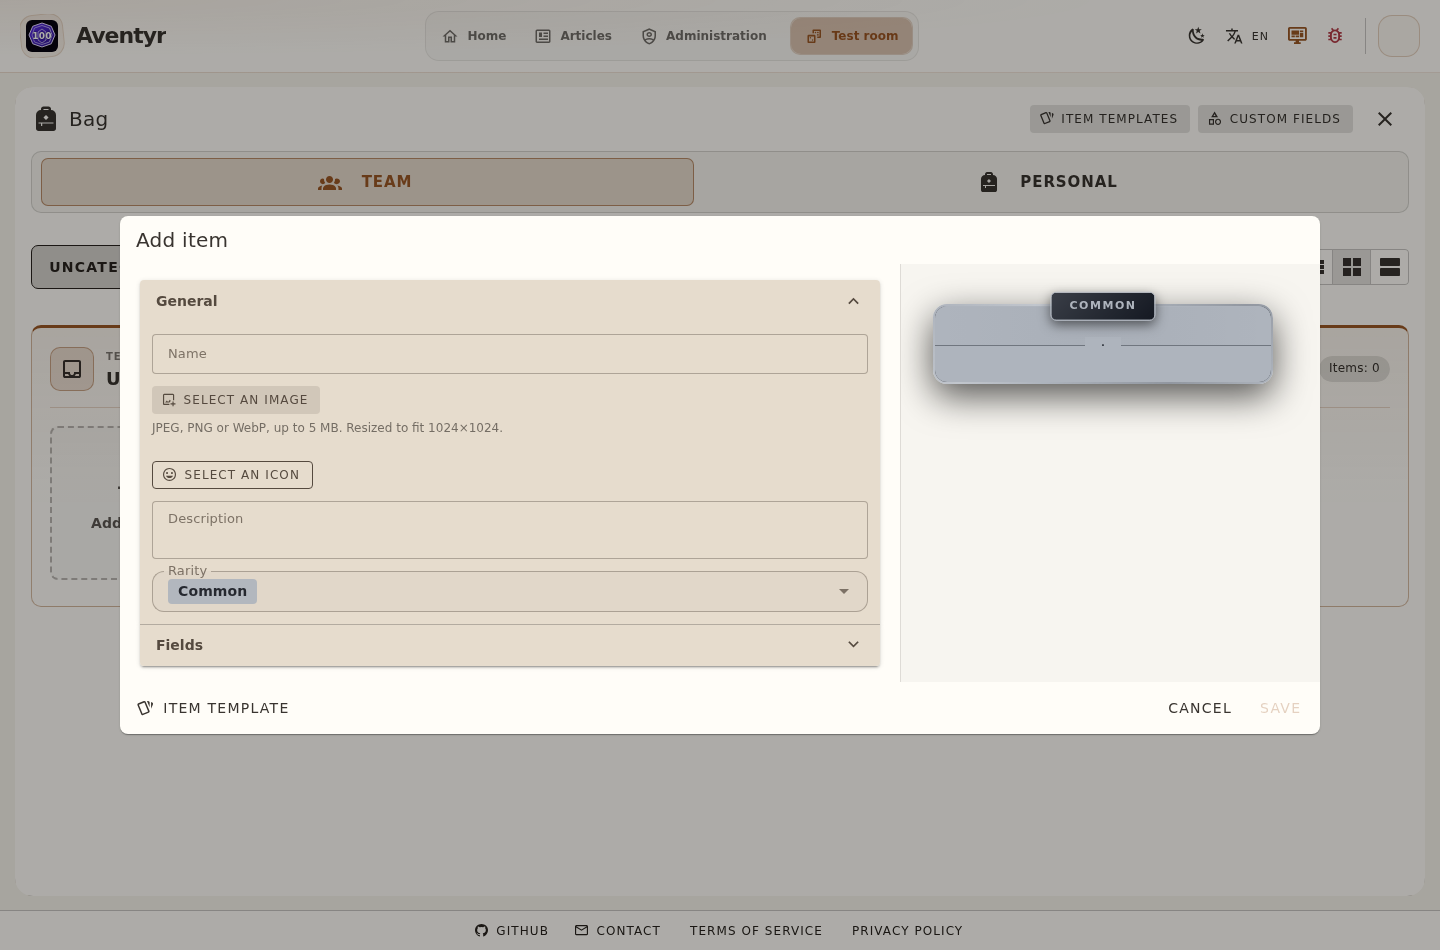 100
Aventyr
Home
Articles
Administration
Test room
EN
Bag
ITEM TEMPLATES
CUSTOM FIELDS
TEAM
PERSONAL
UNCATE
Items: 0
Add
Add item
General
Name
SELECT AN IMAGE
JPEG, PNG or WebP, up to 5 MB. Resized to fit 1024×1024.
SELECT AN ICON
Description
Rarity
Common
Fields
COMMON
ITEM TEMPLATE
CANCEL
SAVE
GITHUB
CONTACT
TERMS OF SERVICE
PRIVACY POLICY